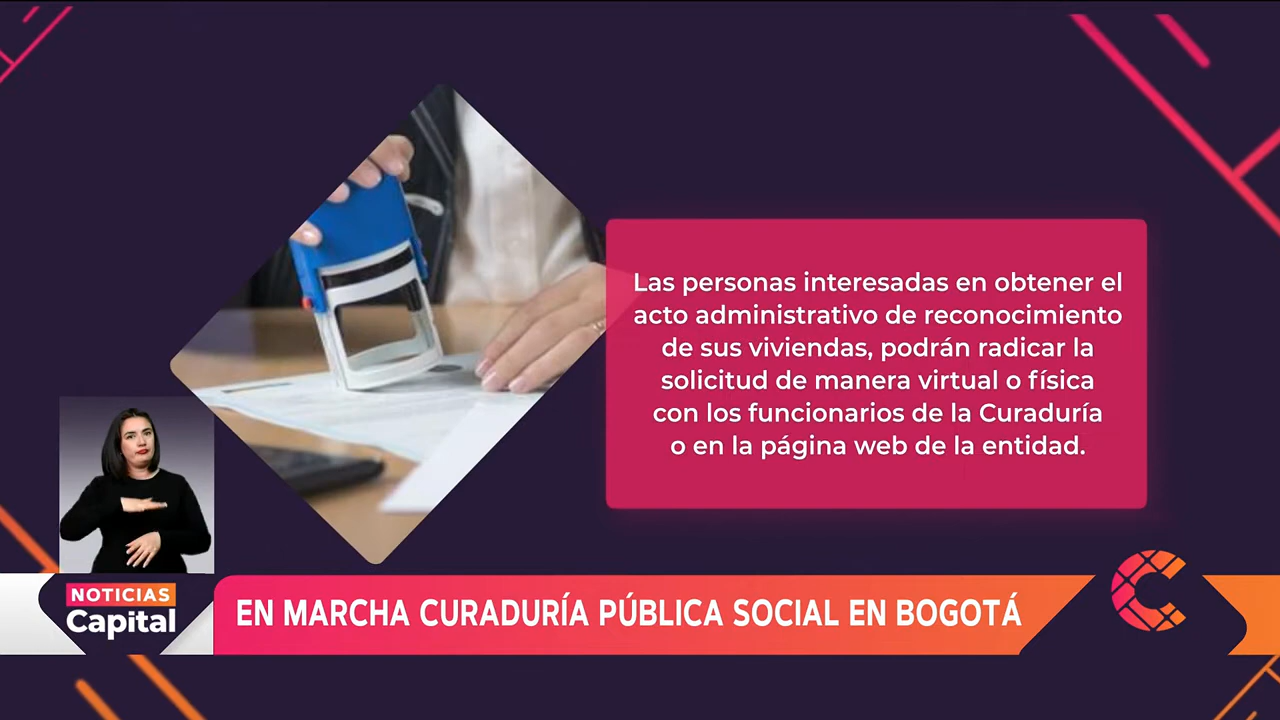 Las personas interesadas en obtener el
acto administrativo de reconocimiento
de sus viviendas, podrán radicar la
solicitud de manera virtual o física
con los funcionarios de la Curaduría
o en la página web de la entidad.
NOTICIAS
Capital
EN MARCHA CURADURÍA PÚBLICA SOCIAL EN BOGOTÁ